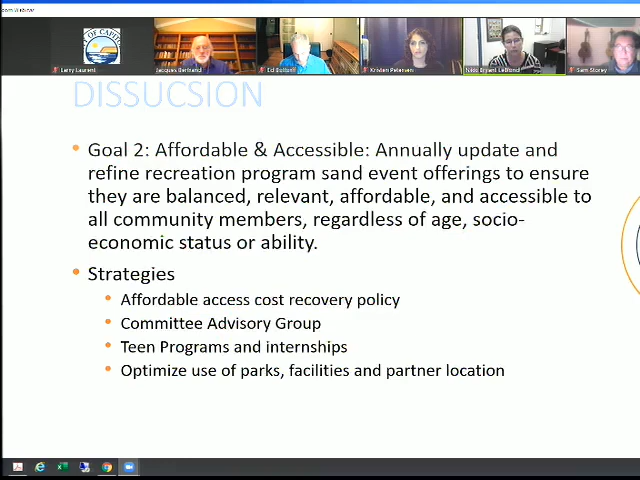 Larry Laurent
Jacques Bertrand
Kristen Petersen
Nikki Bryant LeBlond
Sam Storey
DISSUCSION
Goal 2: Affordable & Accessible: Annually update and
refine recreation program sand event offerings to ensure
they are balanced, relevant, affordable, and accessible to
all community members, regardless of age, socio-
economic status or ability.
Strategies
Affordable access cost recovery policy
Committee Advisory Group
Teen Programs and internships
Optimize use of parks, facilities and partner location